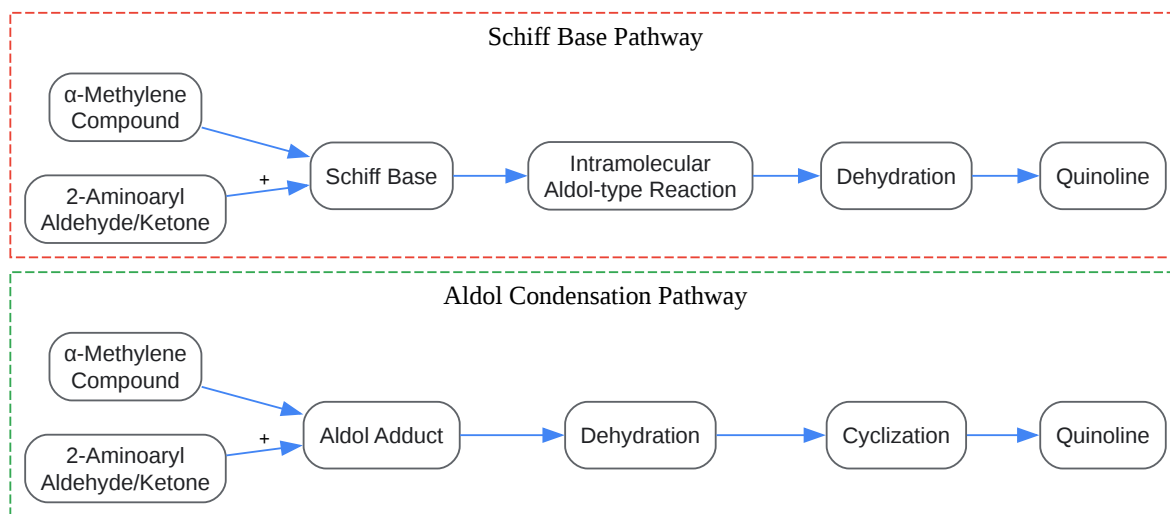 Schiff Base Pathway
α-Methylene
Compound
+
2-Aminoaryl
Aldehyde/Ketone
Schiff Base
Intramolecular
Aldol-type Reaction
Dehydration
Quinoline
Aldol Condensation Pathway
α-Methylene
Compound
+
2-Aminoaryl
Aldehyde/Ketone
Aldol Adduct
Dehydration
Cyclization
Quinoline